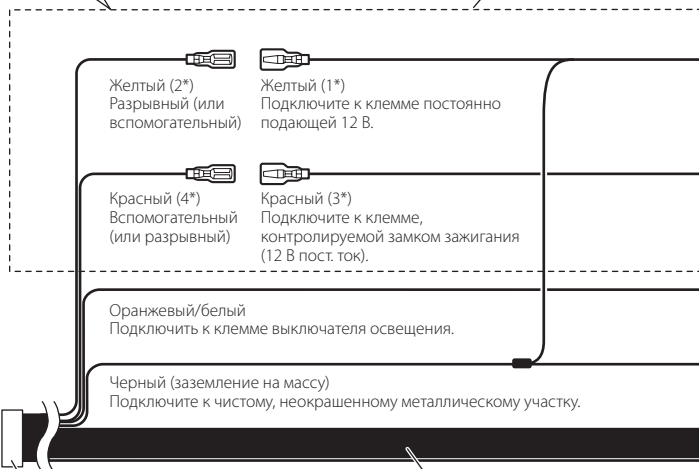 Желтый (2*)
Разрывный (или
вспомогательный)
Желтый (1*)
Подключите к клемме постоянно
подающей 12 В.
Красный (4*)
Вспомогательный
(или разрывный)
Красный (3*)
Подключите к клемме,
контролируемой замком зажигания
(12 В пост. ток).
Оранжевый/белый
Подключить к клемме выключателя освещения.
Черный (заземление на массу)
Подключите к чистому, неокрашенному металлическому участку.